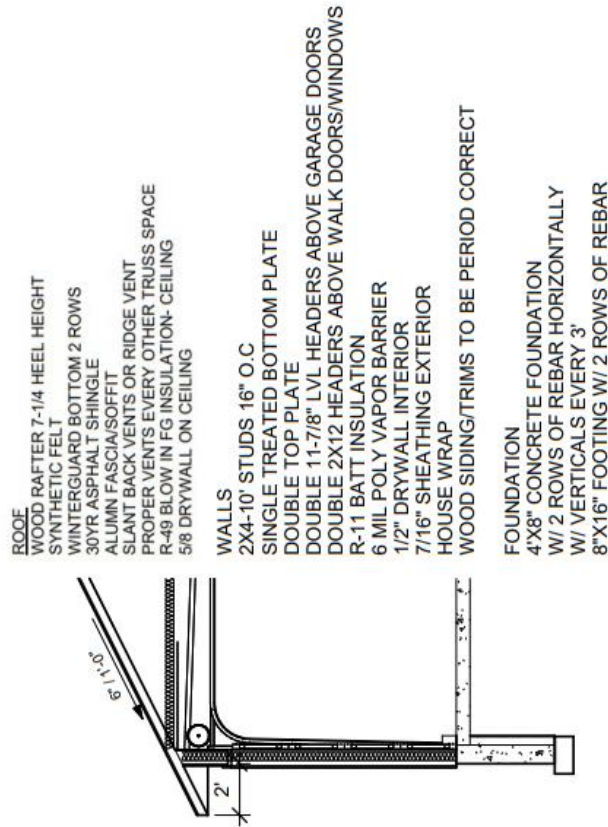 ROOF
WOOD RAFTER 7-1/4 HEEL HEIGHT
SYNTHETIC FELT
WINTERGUARD BOTTOM 2 ROWS
30YR ASPHALT SHINGLE
ALUMN FASCIA/SOFFIT
SLANT BACK VENTS OR RIDGE VENT
PROPER VENTS EVERY OTHER TRUSS SPACE
R-49 BLOW IN FG INSULATION- CEILING
5/8 DRYWALL ON CEILING
WALLS
2X4-10' STUDS 16" O.C
SINGLE TREATED BOTTOM PLATE
DOUBLE TOP PLATE
DOUBLE 11-7/8" LVL HEADERS ABOVE GARAGE DOORS
DOUBLE 2X12 HEADERS ABOVE WALK DOORS/WINDOWS
R-11 BATT INSULATION
6 MIL POLY VAPOR BARRIER
1/2" DRYWALL INTERIOR
7/16" SHEATHING EXTERIOR
HOUSE WRAP
WOOD SIDING/TRIMS TO BE PERIOD CORRECT
FOUNDATION
4'X8" CONCRETE FOUNDATION
W/ 2 ROWS OF REBAR HORIZONTALLY
W/ VERTICALS EVERY 3'
8"X16" FOOTING W/ 2 ROWS OF REBAR
6" / 1'-0"
2'